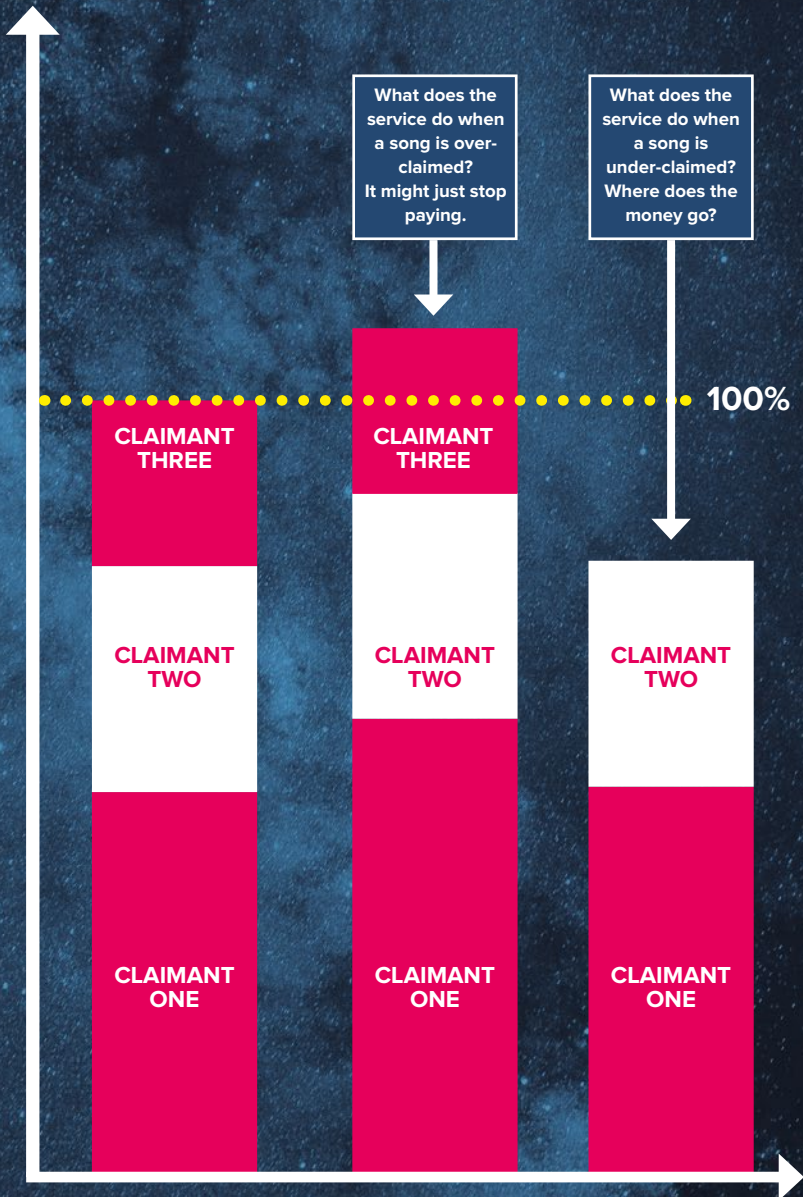 What does the
service do when
a song is over-
claimed?
It might just stop
paying.
What does the
service do when
a song is
under-claimed?
Where does the
money go?
100%
CLAIMANT
THREE
CLAIMANT
TWO
CLAIMANT
ONE
CLAIMANT
THREE
CLAIMANT
TWO
CLAIMANT
ONE
CLAIMANT
TWO
CLAIMANT
ONE